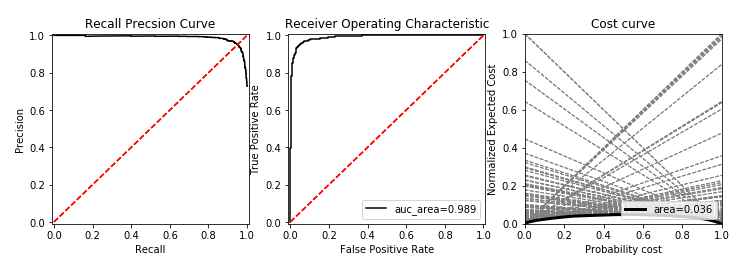 Recall Precsion Curve
Precision
1.0
0.8
0.6
0.4
0.2
0.0
0.0 0.2 0.4 0.6 0.8 1.0
Recall
Receiver Operating Characteristic
True Positive Rate
1.0
0.8
0.6
0.4
0.2
0.0
auc_area=0.989
0.0 0.2 0.4 0.6 0.8 1.0
False Positive Rate
Cost curve
Normalized Expected Cost
1.0
0.8
0.6
0.4
0.2
0.0
area=0.036
0.0 0.2 0.4 0.6 0.8 1.0
Probability cost